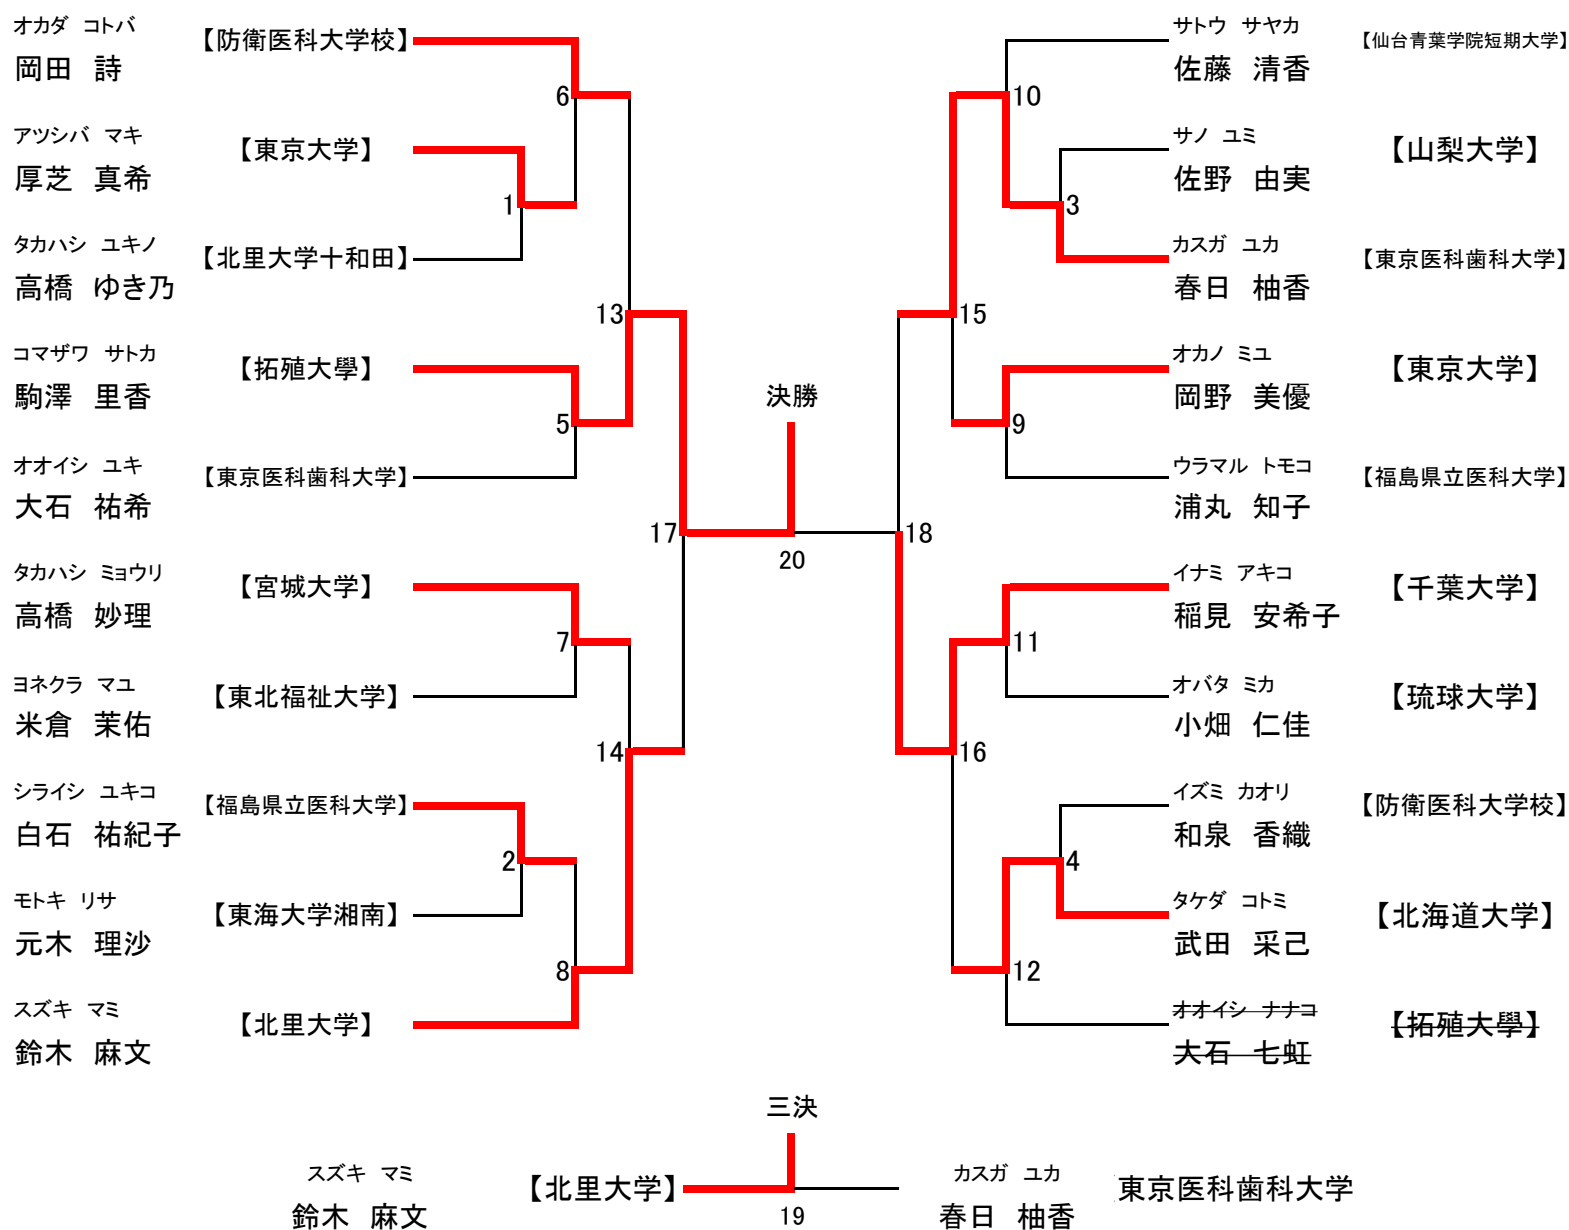 オカダ コトバ
岡田 詩
【防衛医科大学校】
6
アツシバ マキ
厚芝 真希
【東京大学】
1
タカハシ ユキノ
高橋 ゆき乃
【北里大学十和田】
13
コマザワ サトカ
駒澤 里香
【拓殖大學】
5
オオイシ ユキ
大石 祐希
【東京医科歯科大学】
17
タカハシ ミョウリ
高橋 妙理
【宮城大学】
7
ヨネクラ マユ
米倉 茉佑
【東北福祉大学】
14
シライシ ユキコ
白石 祐紀子
【福島県立医科大学】
2
モトキ リサ
元木 理沙
【東海大学湘南】
8
スズキ マミ
鈴木 麻文
【北里大学】
決勝
20
サトウ サヤカ
佐藤 清香
【仙台青葉学院短期大学】
10
サノ ユミ
佐野 由実
【山梨大学】
3
カスガ ユカ
春日 柚香
【東京医科歯科大学】
15
オカノ ミユ
岡野 美優
【東京大学】
9
ウラマル トモコ
浦丸 知子
【福島県立医科大学】
18
イナミ アキコ
稲見 安希子
【千葉大学】
11
オバタ ミカ
小畑 仁佳
【琉球大学】
16
イズミ カオリ
和泉 香織
【防衛医科大学校】
4
タケダ コトミ
武田 采己
【北海道大学】
12
オオイシ ナナコ
大石 七虹
【拓殖大學】
三決
スズキ マミ
鈴木 麻文
【北里大学】
19
カスガ ユカ
春日 柚香
東京医科歯科大学